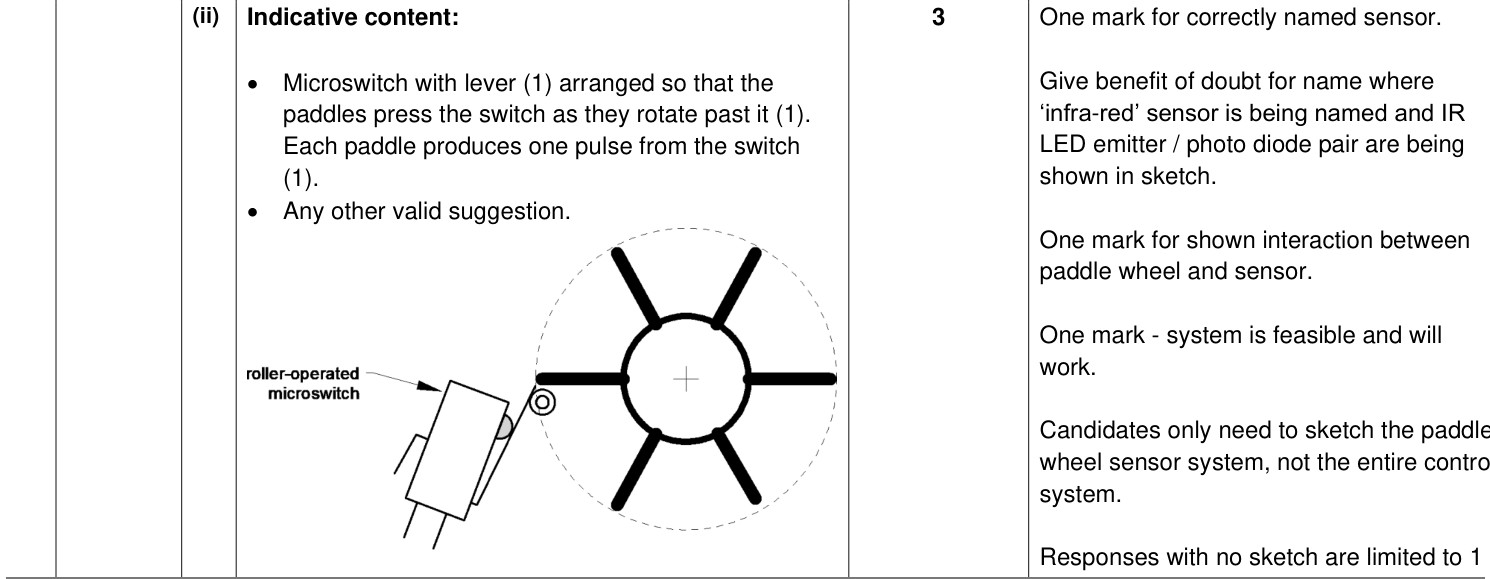 (ii)
Indicative content:
• Microswitch with lever (1) arranged so that the
paddles press the switch as they rotate past it (1).
Each paddle produces one pulse from the switch
(1).
• Any other valid suggestion.
roller-operated
microswitch
3
One mark for correctly named sensor.
Give benefit of doubt for name where
‘infra-red’ sensor is being named and IR
LED emitter / photo diode pair are being
shown in sketch.
One mark for shown interaction between
paddle wheel and sensor.
One mark - system is feasible and will
work.
Candidates only need to sketch the paddle
wheel sensor system, not the entire contro
system.
Responses with no sketch are limited to 1